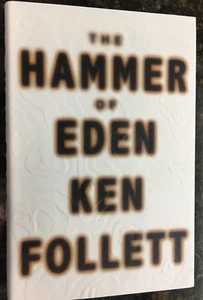 THE
HAMMER
OF
EDEN
KEN
FOLLETT